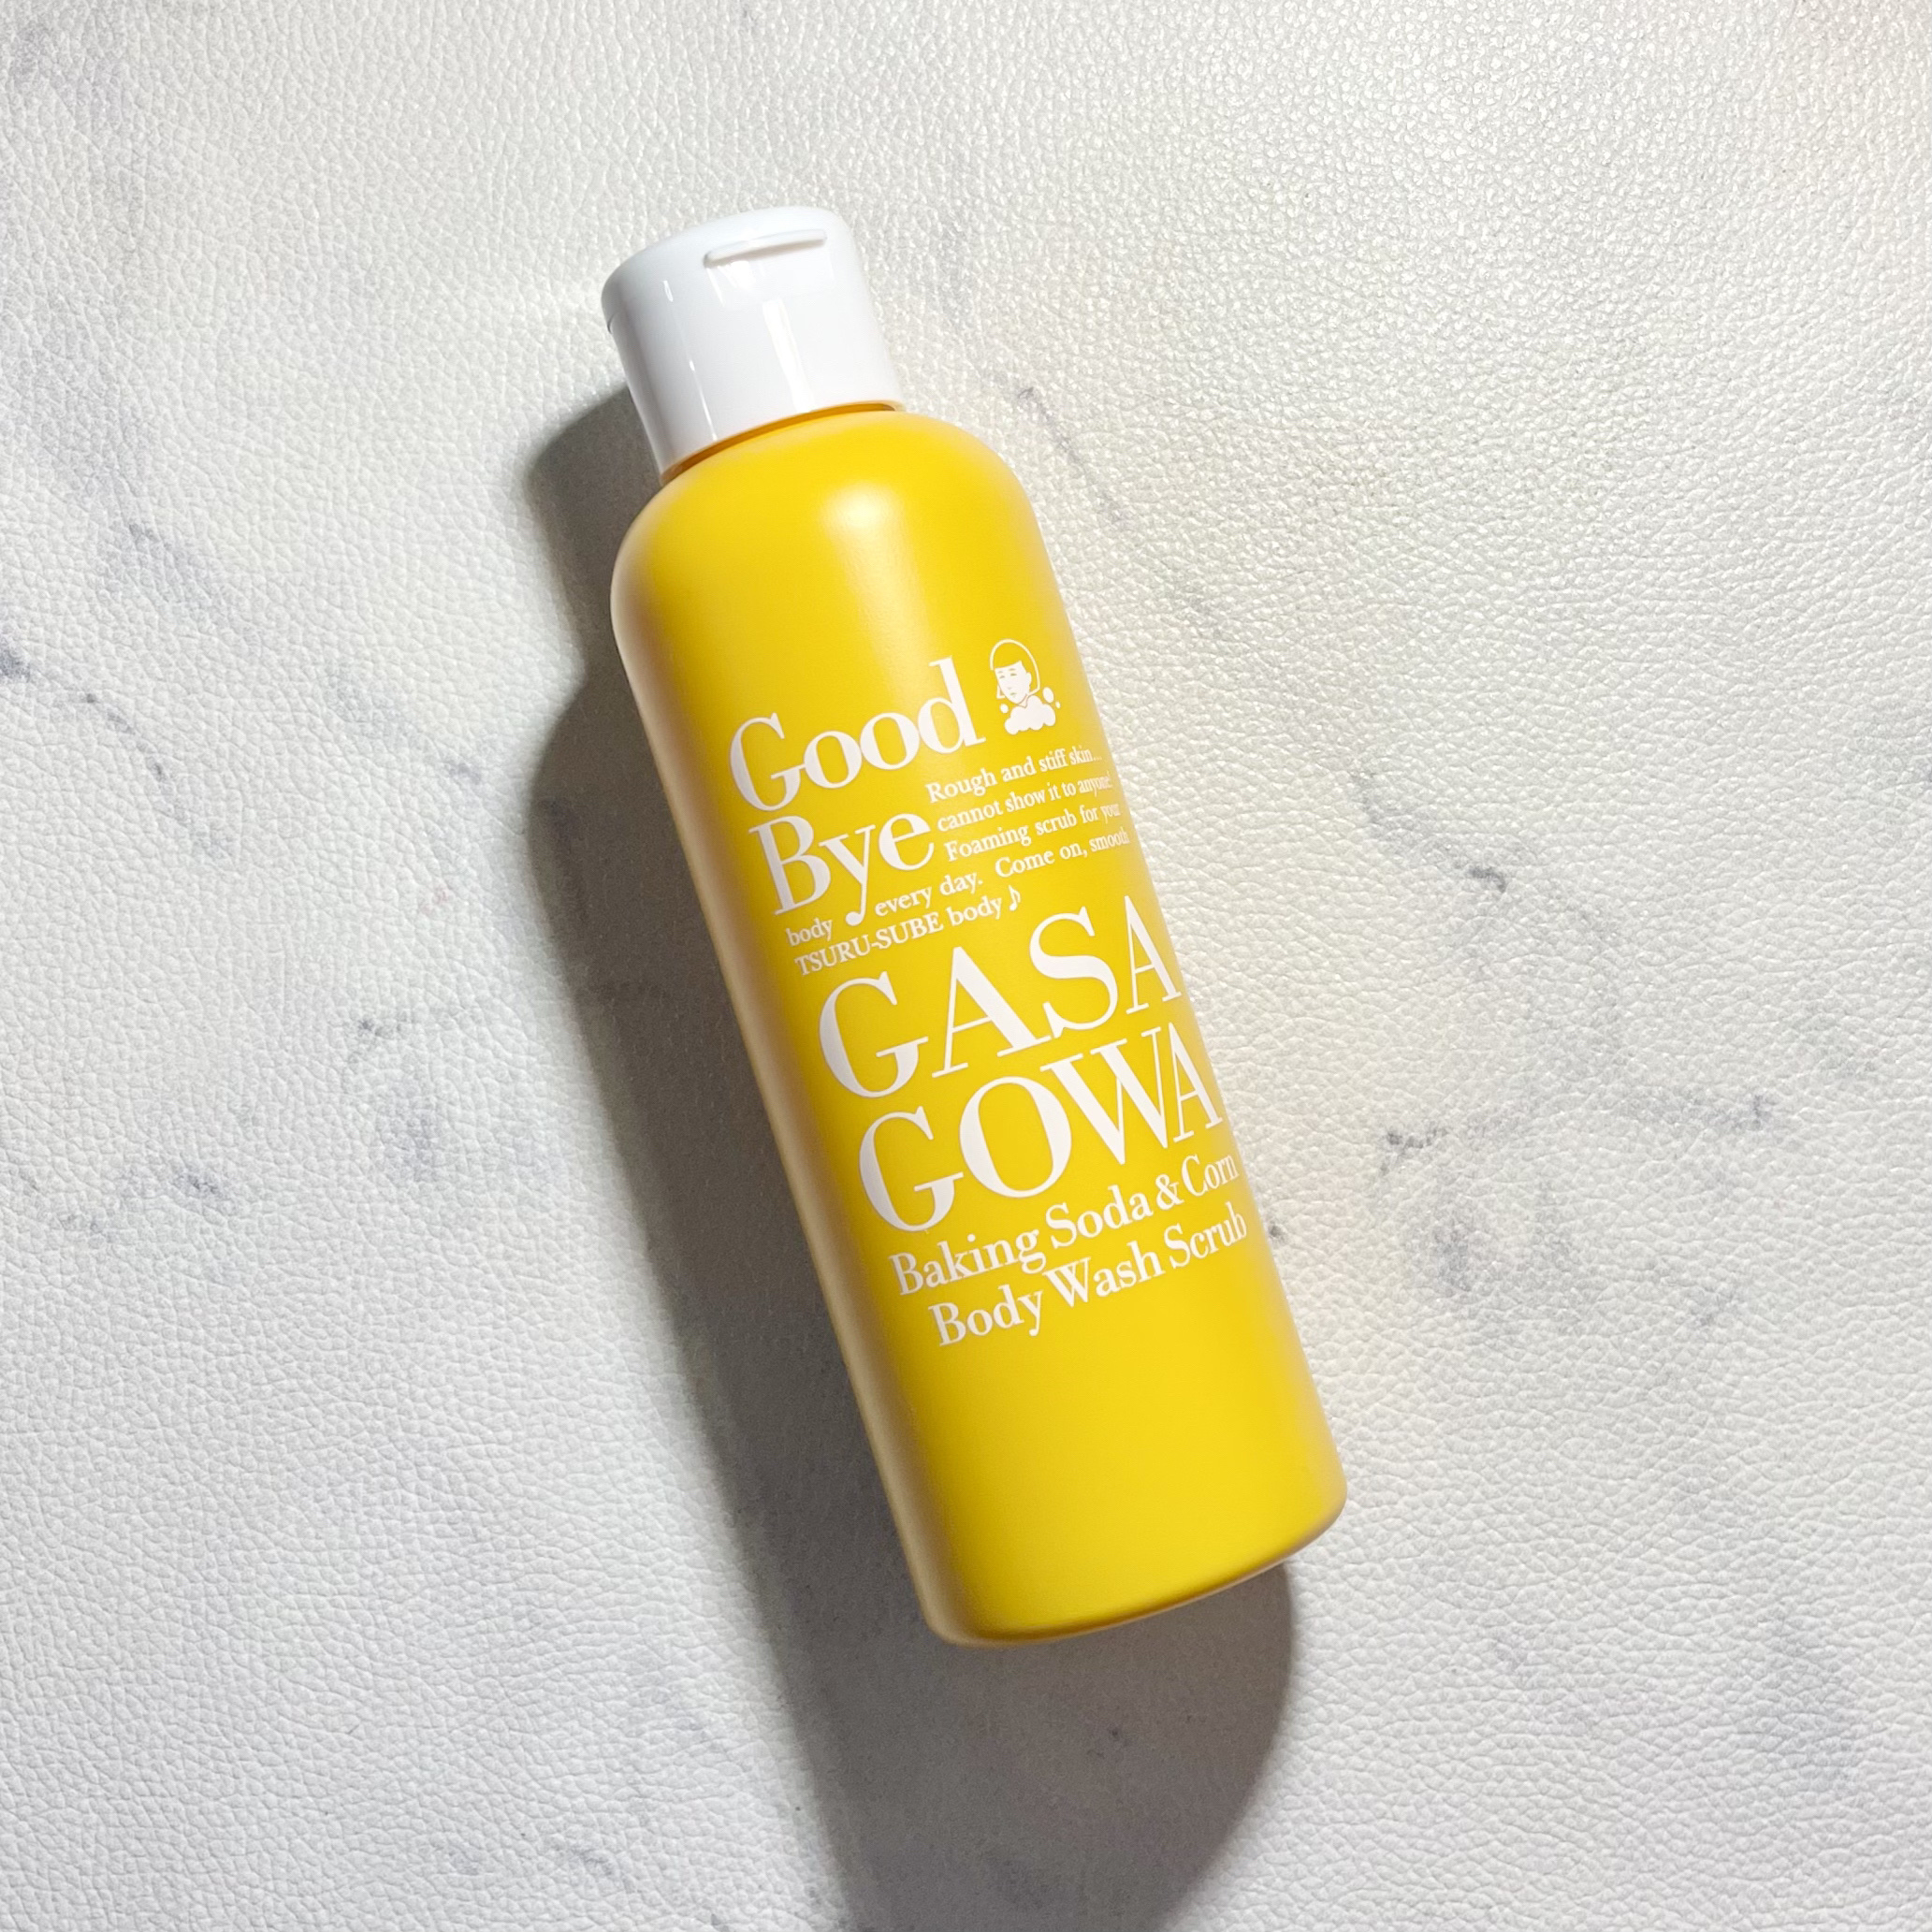 Good
Bye
Rough and stiff skin...
cannot show it to anyone!
Foaming scrub for your
body every day. Come on, smooth
TSURU-SUBE body♪
GASA
GOWA
Baking Soda & Corn
Body Wash Scrub